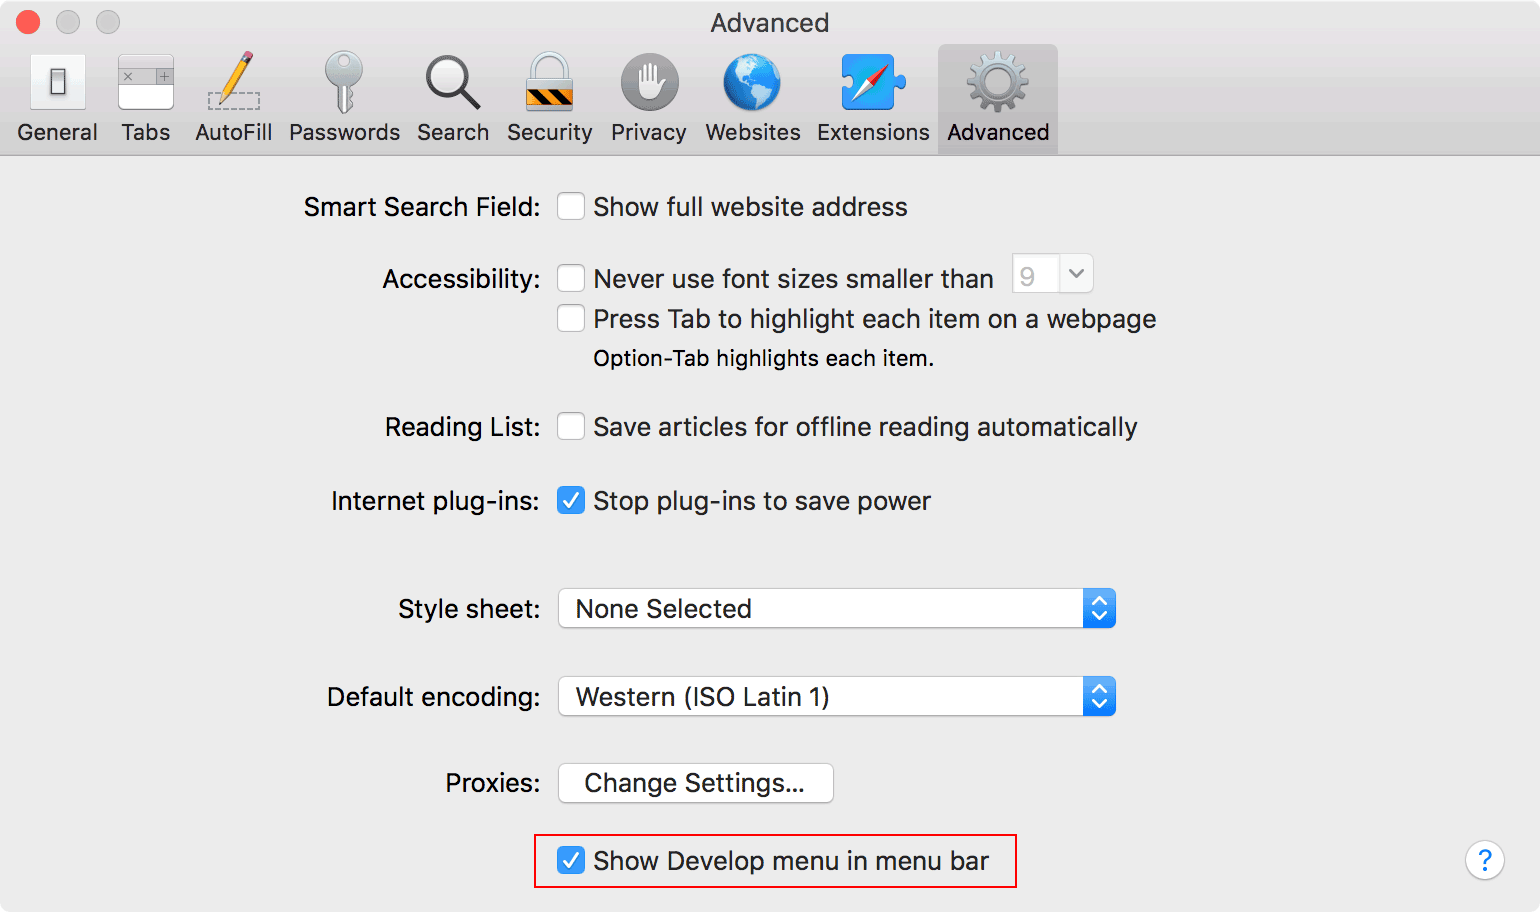 Advanced
General Tabs AutoFill Passwords Search Security Privacy Websites Extensions Advanced
Smart Search Field: Show full website address
Accessibility: Never use font sizes smaller than 9
Press Tab to highlight each item on a webpage
Option-Tab highlights each item.
Reading List: Save articles for offline reading automatically
Internet plug-ins: Stop plug-ins to save power
Style sheet: None Selected
Default encoding: Western (ISO Latin 1)
Proxies: Change Settings...
Show Develop menu in menu bar ?